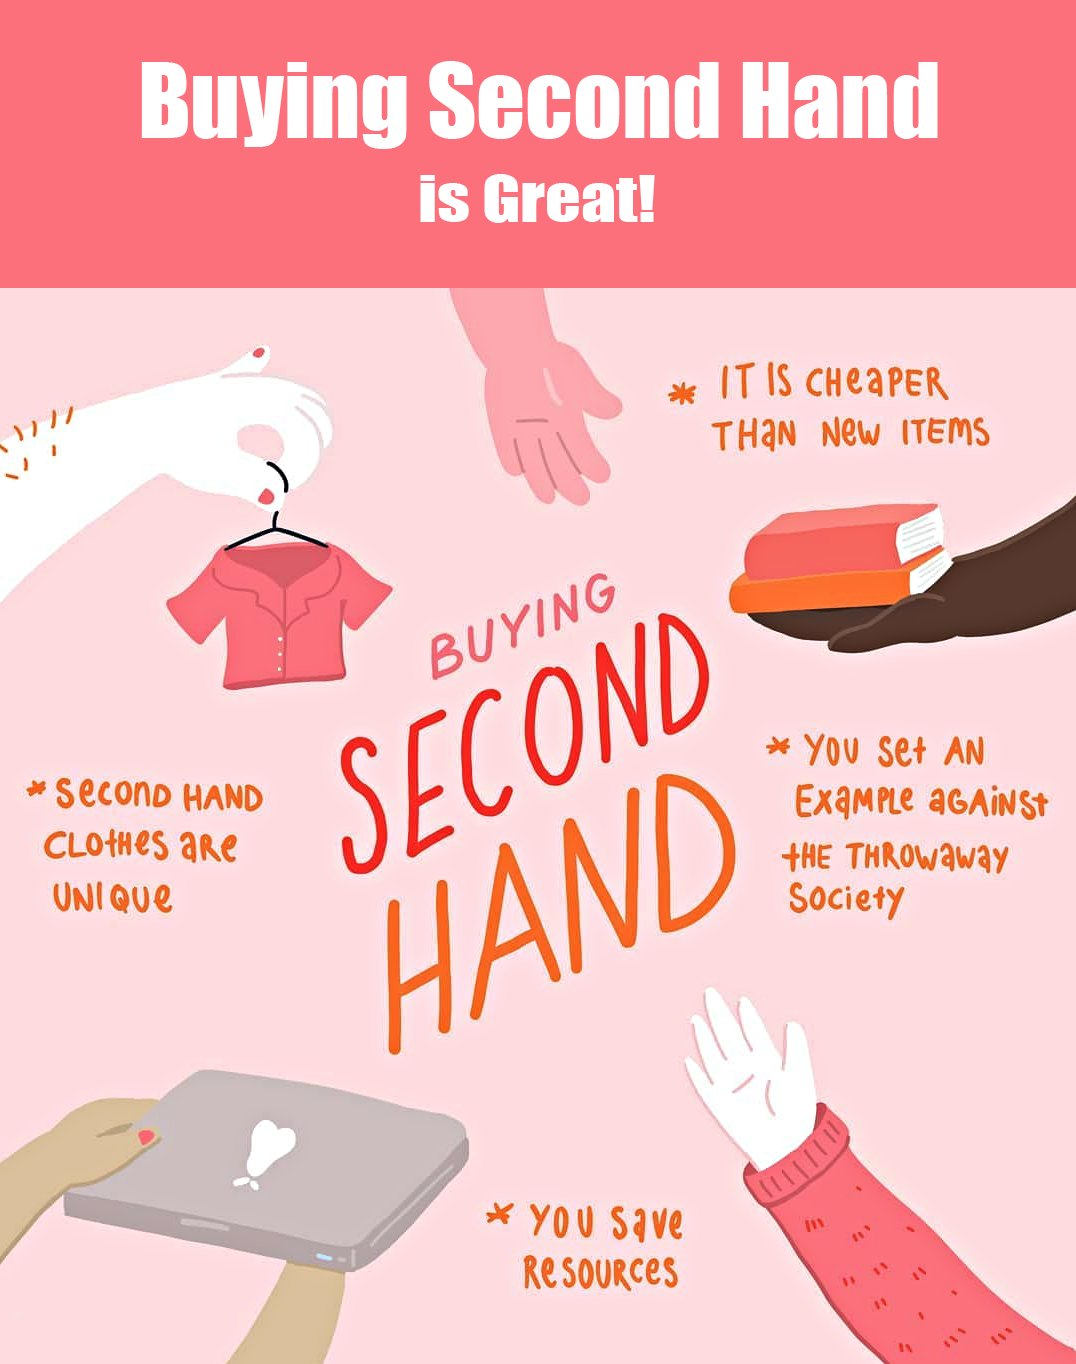 Buying Second Hand
is Great!
* IT IS CHEAPER
THAN NEW ITEMS
BUYING
SECOND
HAND
* YOU Set AN
EXAMPLE AGAINSt
tHE THROWAWAY
Society
* Second HAND
CLOtHES ARE
UNIQUE
* YOU SAVE
RESOURCES